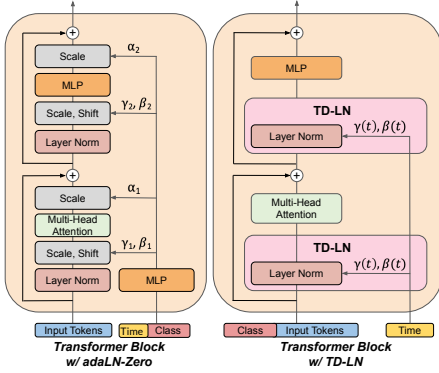 +
Scale
α₂
MLP
Scale, Shift
γ₂, β₂
Layer Norm
+
Scale
α₁
Multi-Head
Attention
Scale, Shift
γ₁, β₁
Layer Norm
MLP
Input Tokens
Time
Class
Transformer Block
w/ adaLN-Zero
+
MLP
TD-LN
Layer Norm
γ(t), β(t)
+
Multi-Head
Attention
TD-LN
Layer Norm
γ(t), β(t)
Class
Input Tokens
Time
Transformer Block
w/ TD-LN